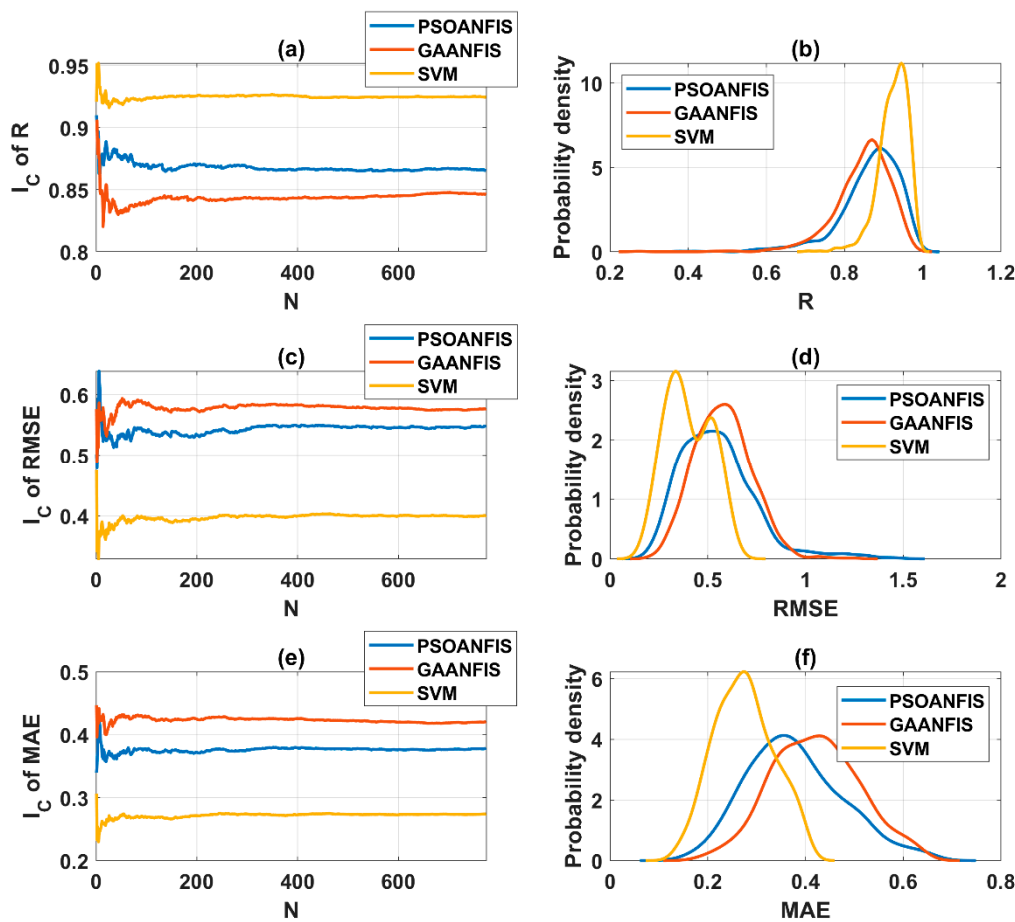 (a)
PSOANFIS
GAANFIS
SVM
I_C of R
0.95
0.9
0.85
0.8
0 200 400 600
N
(b)
PSOANFIS
GAANFIS
SVM
Probability density
10
5
0
0.2 0.4 0.6 0.8 1 1.2
R
(c)
PSOANFIS
GAANFIS
SVM
I_C of RMSE
0.6
0.5
0.4
0 200 400 600
N
(d)
PSOANFIS
GAANFIS
SVM
Probability density
3
2
1
0
0 0.5 1 1.5 2
RMSE
(e)
PSOANFIS
GAANFIS
SVM
I_C of MAE
0.5
0.4
0.3
0.2
0 200 400 600
N
(f)
PSOANFIS
GAANFIS
SVM
Probability density
6
4
2
0
0 0.2 0.4 0.6 0.8
MAE